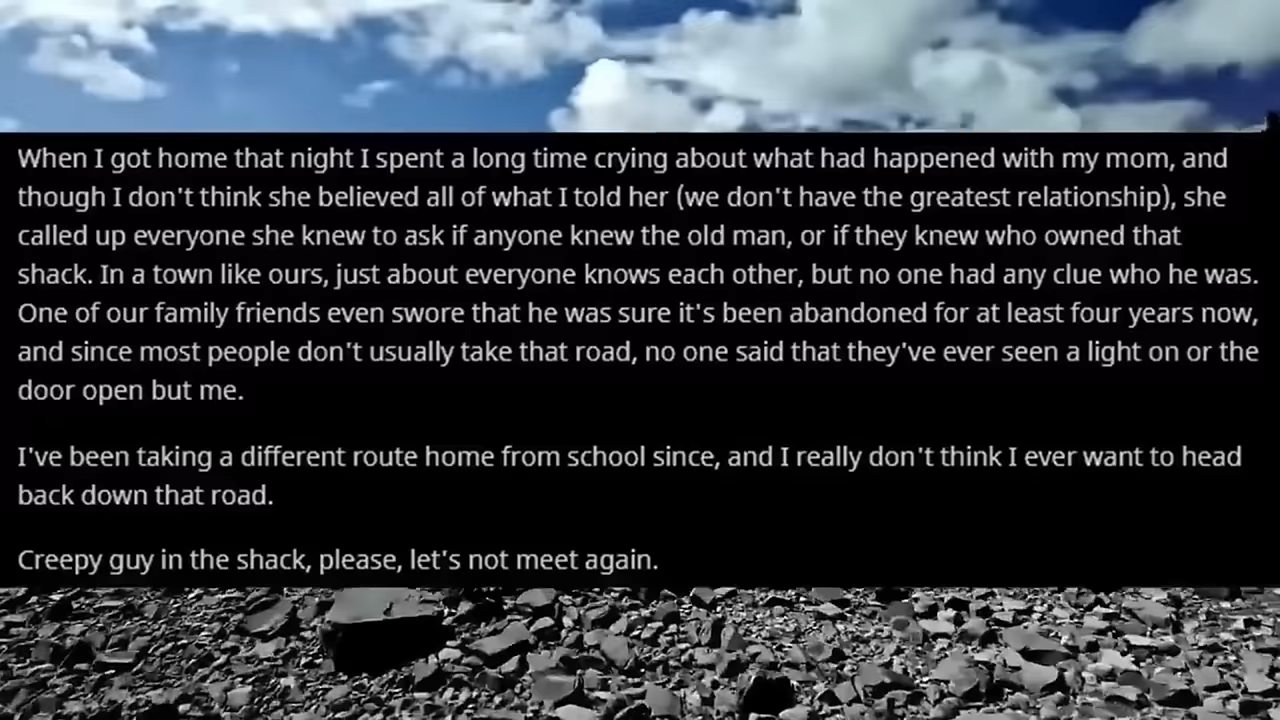 When I got home that night I spent a long time crying about what had happened with my mom, and
though I don't think she believed all of what I told her (we don't have the greatest relationship), she
called up everyone she knew to ask if anyone knew the old man, or if they knew who owned that
shack. In a town like ours, just about everyone knows each other, but no one had any clue who he was.
One of our family friends even swore that he was sure it's been abandoned for at least four years now,
and since most people don't usually take that road, no one said that they've ever seen a light on or the
door open but me.
I've been taking a different route home from school since, and I really don't think I ever want to head
back down that road.
Creepy guy in the shack, please, let's not meet again.